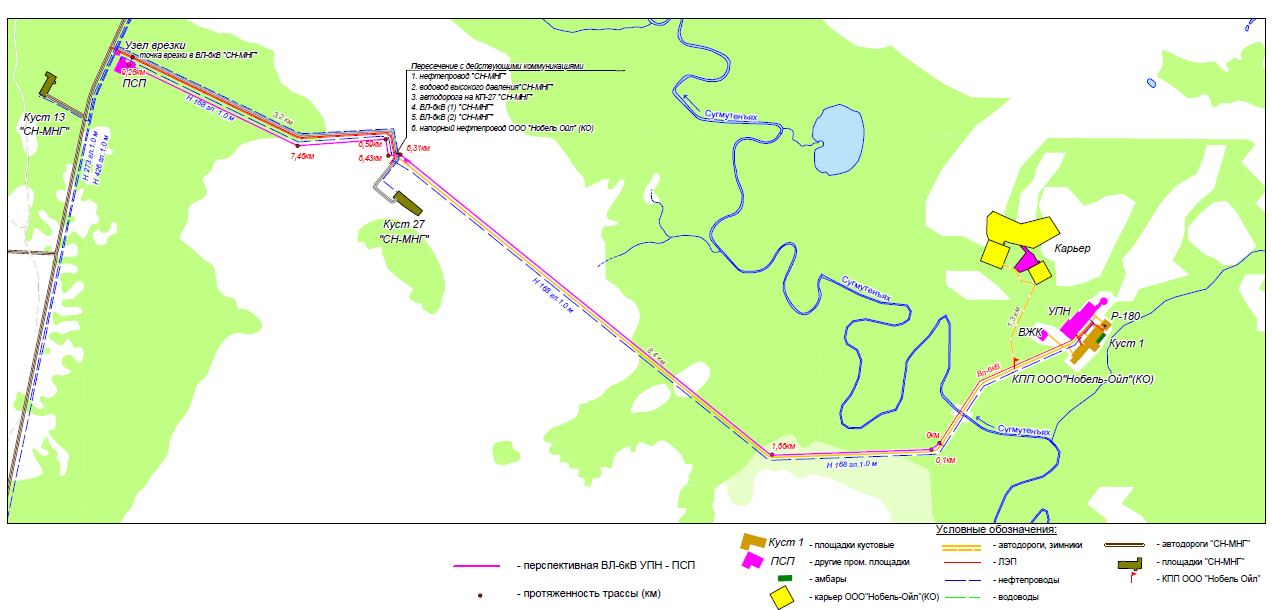 Узел врезки
точка врезки в ВЛ-6кВ "СН-МНГ"
9,28км
ПСП
Куст 13
"СН-МНГ"
Н 273 гл.1.0 м
Н 426 гл.1.0 м
Н 168 гл.1.0 м
3,2 км
7,46км
6,59км
6,43км
6,31км
Пересечение с действующими коммуникациями
1. нефтепровод "СН-МНГ"
2. водовод высокого давления"СН-МНГ"
3. автодорога на КП-27 "СН-МНГ"
4. ВЛ-6кВ (1) "СН-МНГ"
5. ВЛ-6кВ (2) "СН-МНГ"
6. напорный нефтепровод ООО "Нобель Ойл" (КО)
Куст 27
"СН-МНГ"
Н 168 гл.1.0 м
8,4 км
Сугмутенъях
Сугмутенъях
Карьер
1,3 км
УПН
Р-180
ВЖК
Куст 1
КПП ООО"Нобель-Ойл"(КО)
Вл-6кВ
Сугмутенъях
0км
0,1км
1,66км
Н 168 гл.1.0 м
Условные обозначения:
- перспективная ВЛ-6кВ УПН - ПСП
- протяженность трассы (км)
Куст 1 - площадки кустовые
ПСП - другие пром. площадки
- амбары
- карьер ООО"Нобель-Ойл"(КО)
- автодороги, зимники
- ЛЭП
- нефтепроводы
- водоводы
- автодороги "СН-МНГ"
- площадки "СН-МНГ"
- КПП ООО "Нобель Ойл"